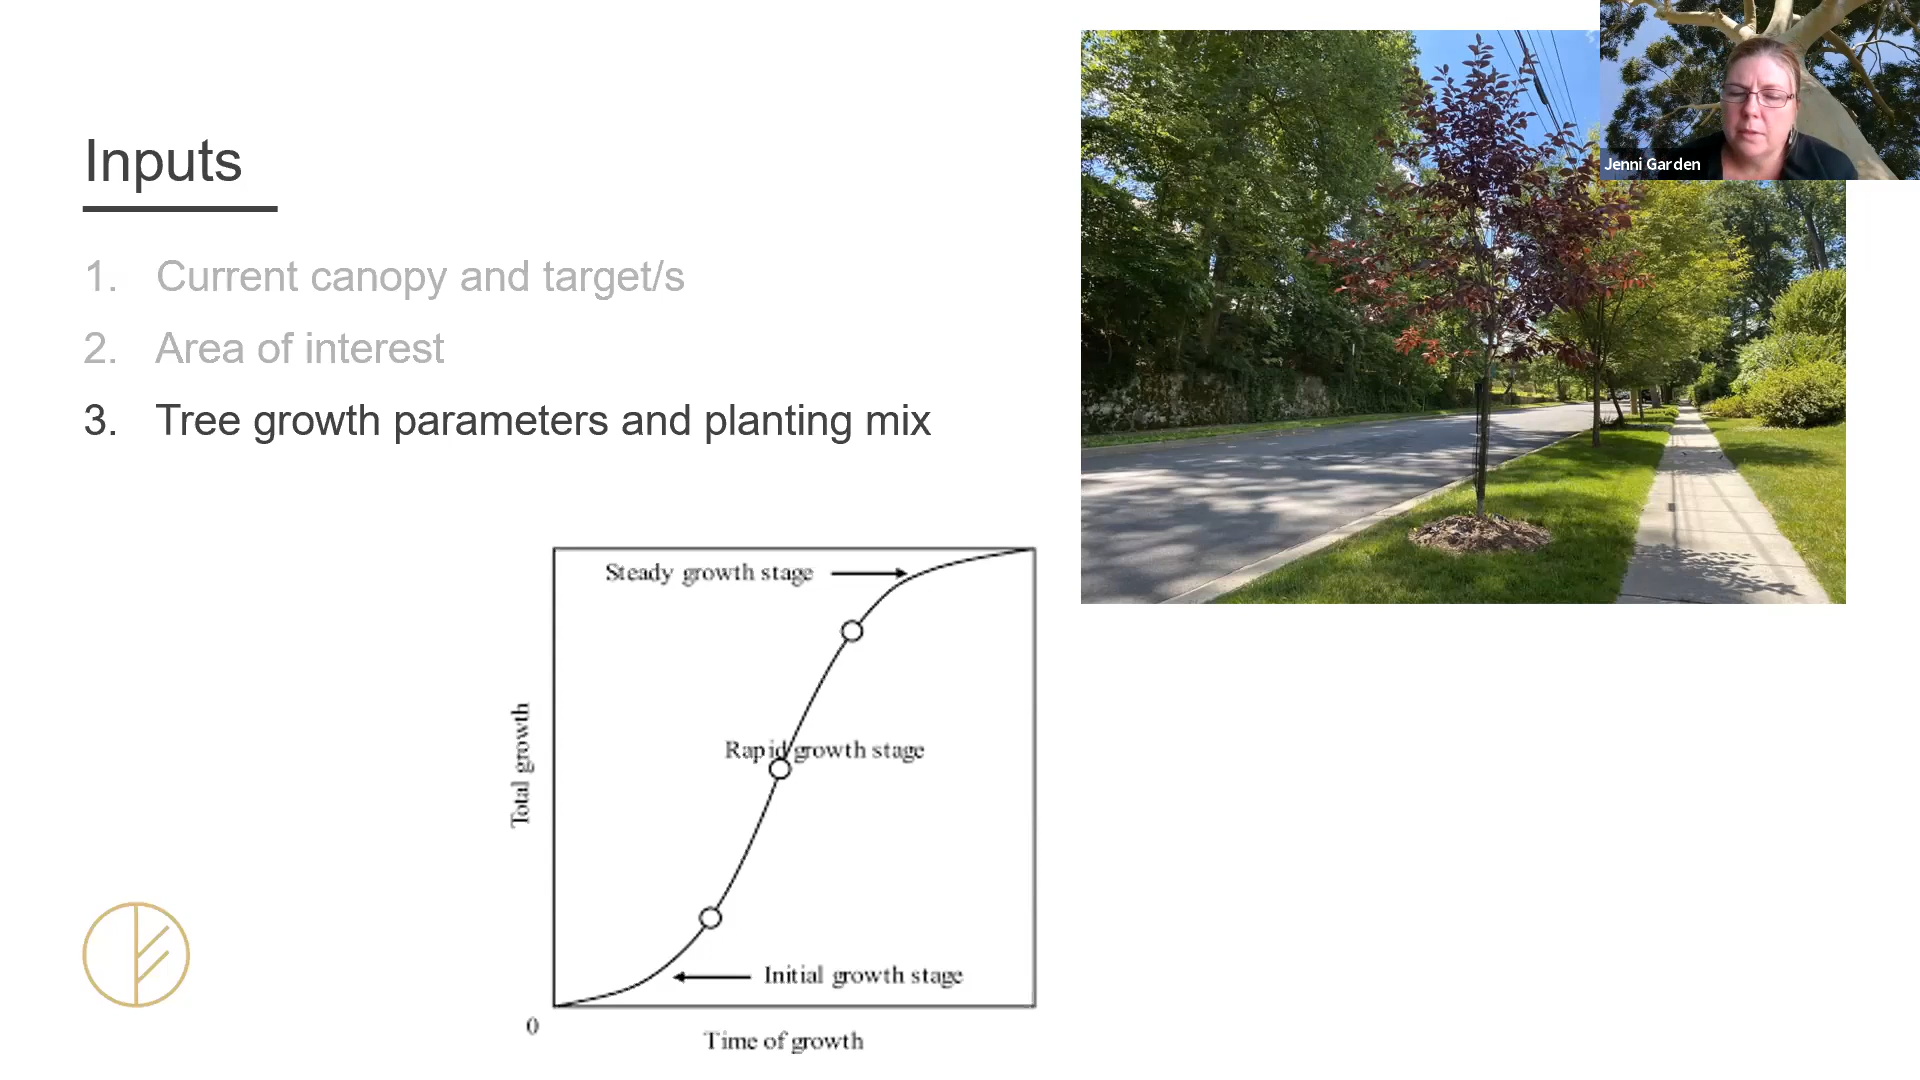 Inputs
1. Current canopy and target/s
2. Area of interest
3. Tree growth parameters and planting mix
Jenni Garden
Steady growth stage
Rapid growth stage
Total growth
Initial growth stage
0
Time of growth